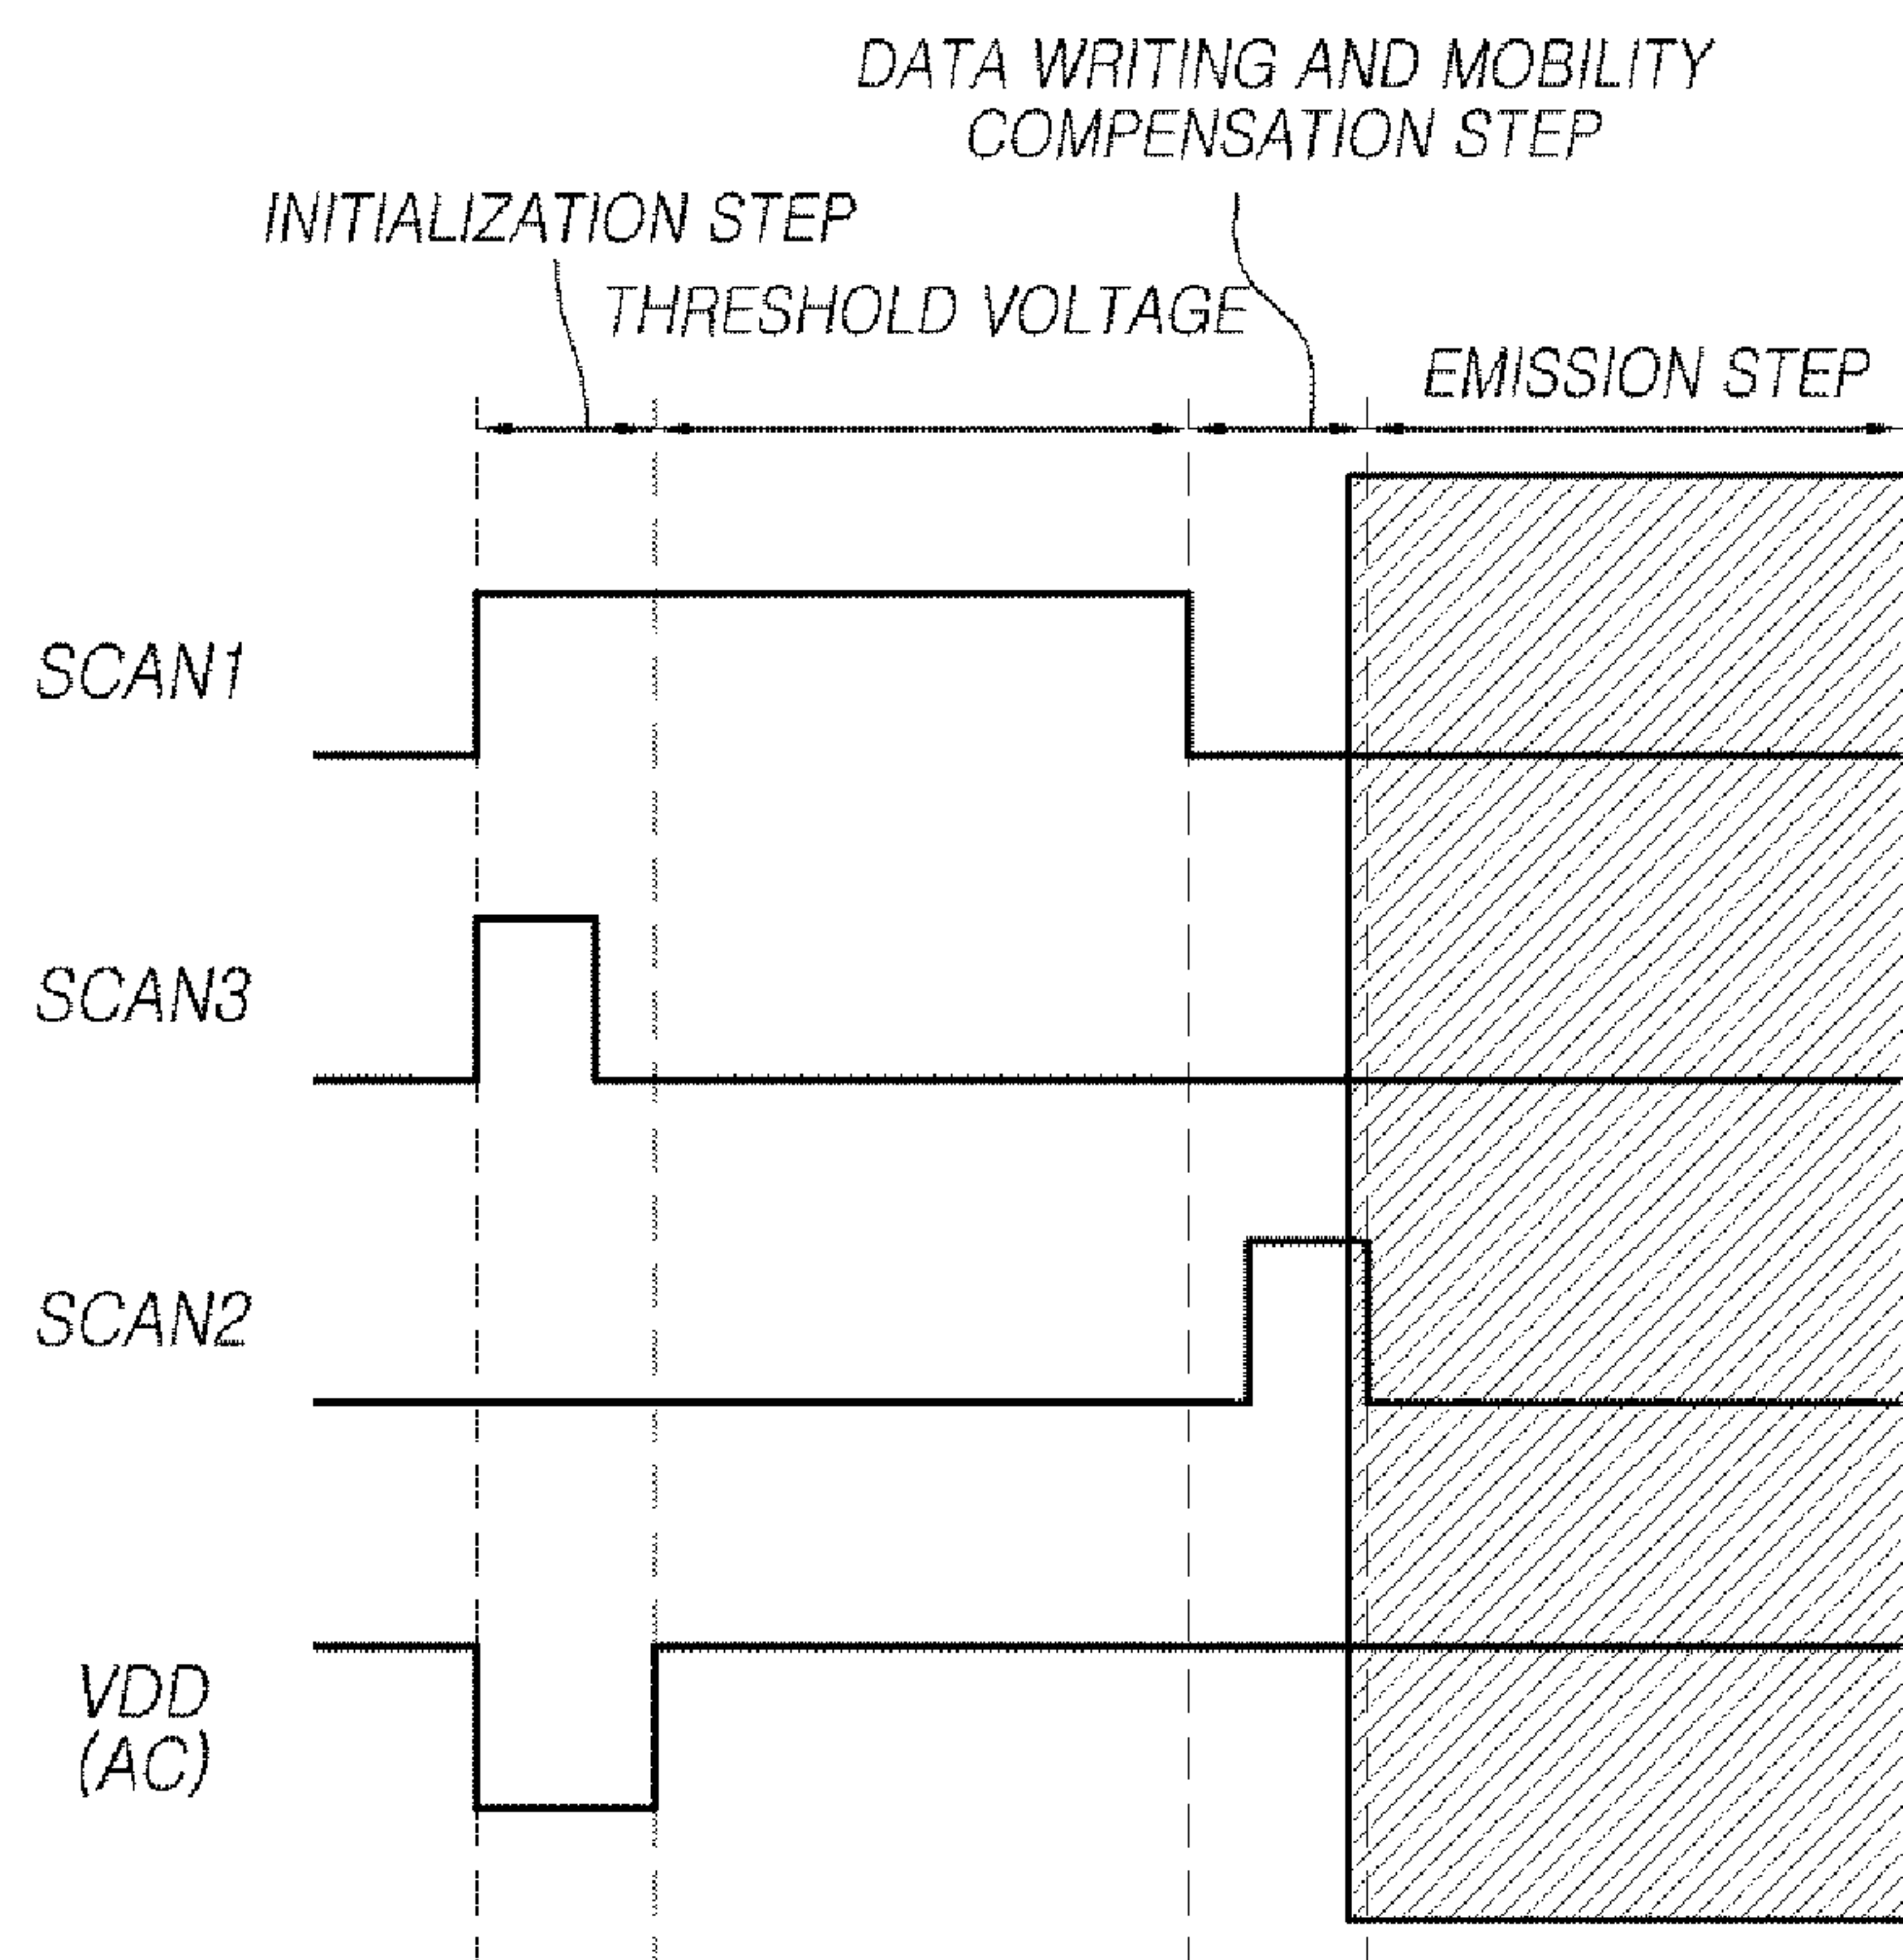 DATA WRITING AND MOBILITY
COMPENSATION STEP
INITIALIZATION STEP
THRESHOLD VOLTAGE
EMISSION STEP
SCAN1
SCAN3
SCAN2
VDD
(AC)